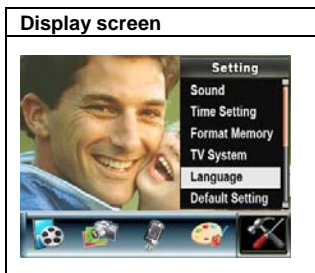 Display screen
Setting
Sound
Time Setting
Format Memory
TV System
Language
Default Setting